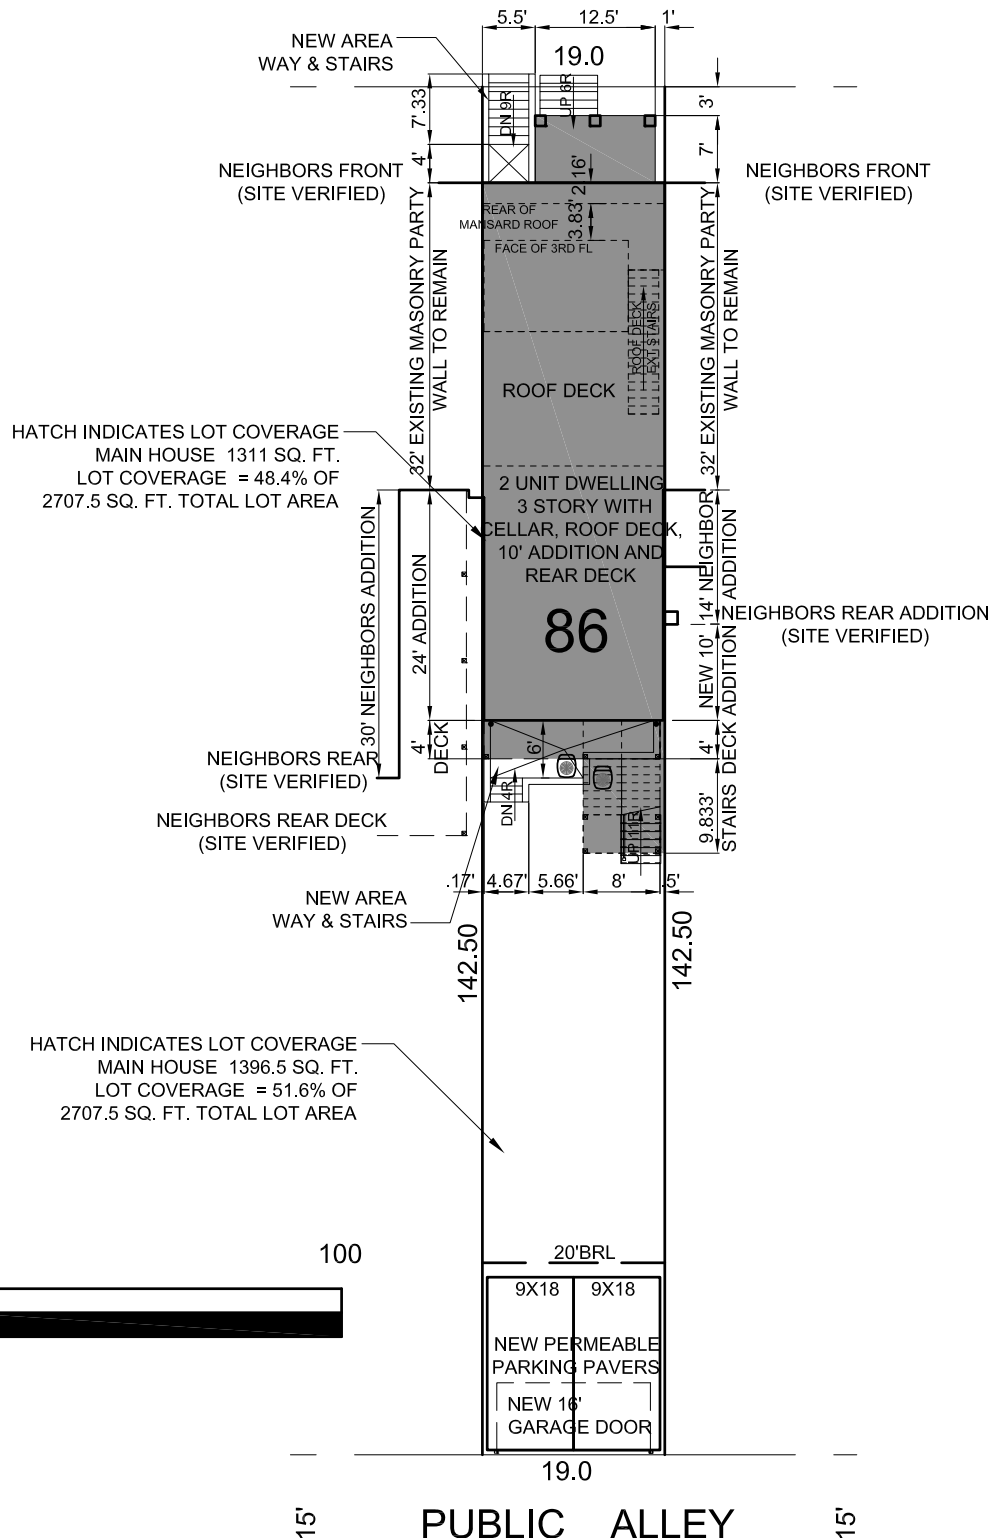 5.5'
12.5'
1'
NEW AREA
WAY & STAIRS
19.0
DN 9R
UP 6R
7'.33
4'
3'
7'
NEIGHBORS FRONT
(SITE VERIFIED)
NEIGHBORS FRONT
(SITE VERIFIED)
2 16'
3.83'
REAR OF
MANSARD ROOF
FACE OF 3RD FL
32' EXISTING MASONRY PARTY
WALL TO REMAIN
32' EXISTING MASONRY PARTY
WALL TO REMAIN
ROOF DECK
EXT STAIRS
ROOF DECK
HATCH INDICATES LOT COVERAGE
MAIN HOUSE 1311 SQ. FT.
LOT COVERAGE = 48.4% OF
2707.5 SQ. FT. TOTAL LOT AREA
2 UNIT DWELLING
3 STORY WITH
CELLAR, ROOF DECK,
10' ADDITION AND
REAR DECK
86
30' NEIGHBORS ADDITION
24' ADDITION
14' NEIGHBOR
ADDITION
NEIGHBORS REAR ADDITION
(SITE VERIFIED)
NEW 10'
ADDITION
4'
DECK
6'
4'
DECK
NEIGHBORS REAR
(SITE VERIFIED)
DN 4R
UP 11R
9.833'
STAIRS
NEIGHBORS REAR DECK
(SITE VERIFIED)
.17'
4.67'
5.66'
8'
.5'
NEW AREA
WAY & STAIRS
142.50
142.50
HATCH INDICATES LOT COVERAGE
MAIN HOUSE 1396.5 SQ. FT.
LOT COVERAGE = 51.6% OF
2707.5 SQ. FT. TOTAL LOT AREA
100
20'BRL
9X18
9X18
NEW PERMEABLE
PARKING PAVERS
NEW 16'
GARAGE DOOR
19.0
15'
PUBLIC ALLEY
15'